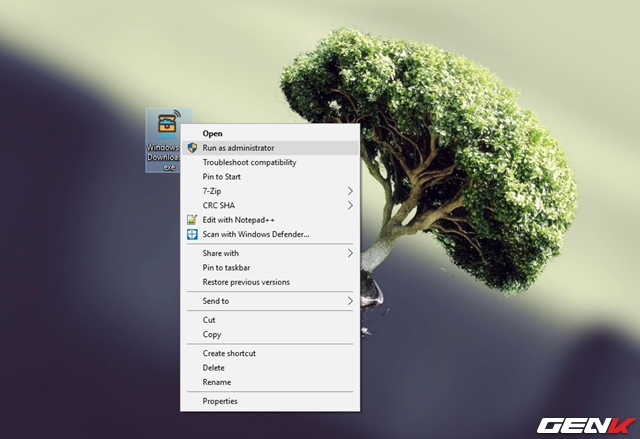 Windows
Downloa
exe
Open
Run as administrator
Troubleshoot compatibility
Pin to Start
7-Zip
CRC SHA
Edit with Notepad++
Scan with Windows Defender...
Share with
Pin to taskbar
Restore previous versions
Send to
Cut
Copy
Create shortcut
Delete
Rename
Properties
GENK